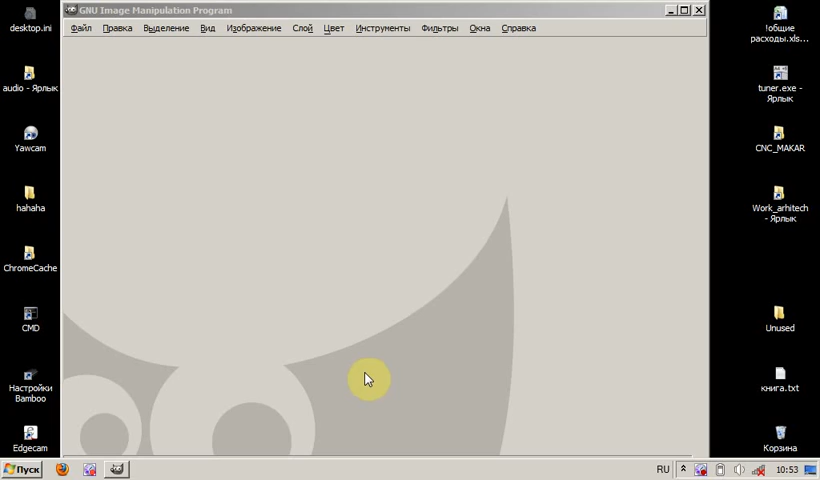 GNU Image Manipulation Program
Файл Правка Выделение Вид Изображение Слой Цвет Инструменты Фильтры Окна Справка
desktop.ini
audio - Ярлык
Yawcam
hahaha
ChromeCache
CMD
Настройки
Bamboo
Edgecam
!общие
расходы.xls...
tuner.exe -
Ярлык
CNC_MAKAR
Work_arhitech
- Ярлык
Unused
книга.txt
Корзина
Пуск
RU
10:53